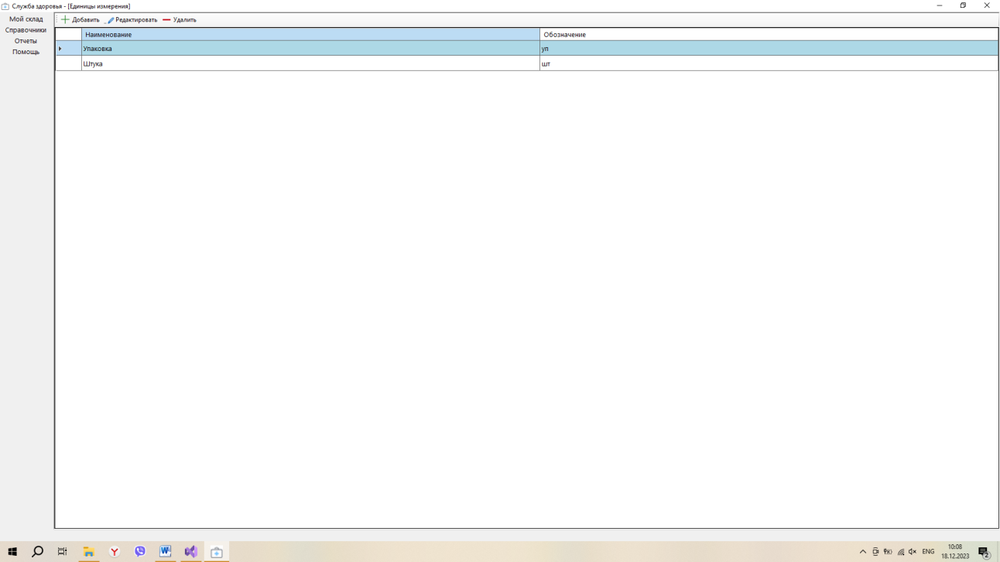 Служба здоровья - [Единицы измерения]
Мой склад
Справочники
Отчеты
Помощь
Добавить Редактировать Удалить
Наименование Обозначение
Упаковка уп
Штука шт
ENG 10:08
18.12.2023
2